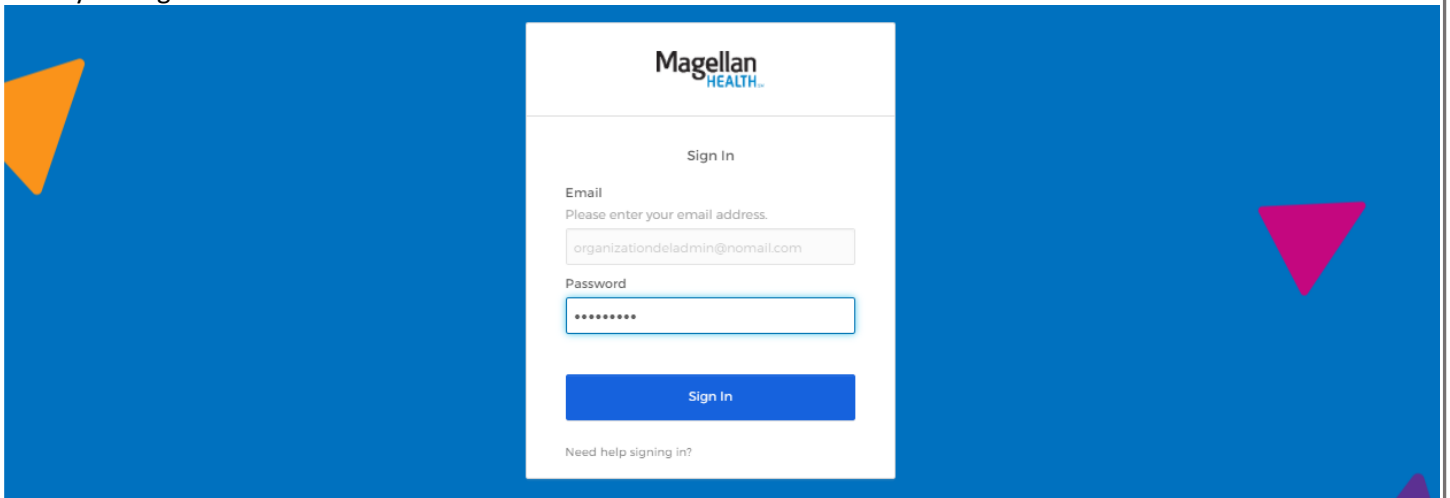 Magellan
HEALTH℠
Sign In
Email
Please enter your email address.
organizationdeladmin@nomail.com
Password
•••••••••
Sign In
Need help signing in?